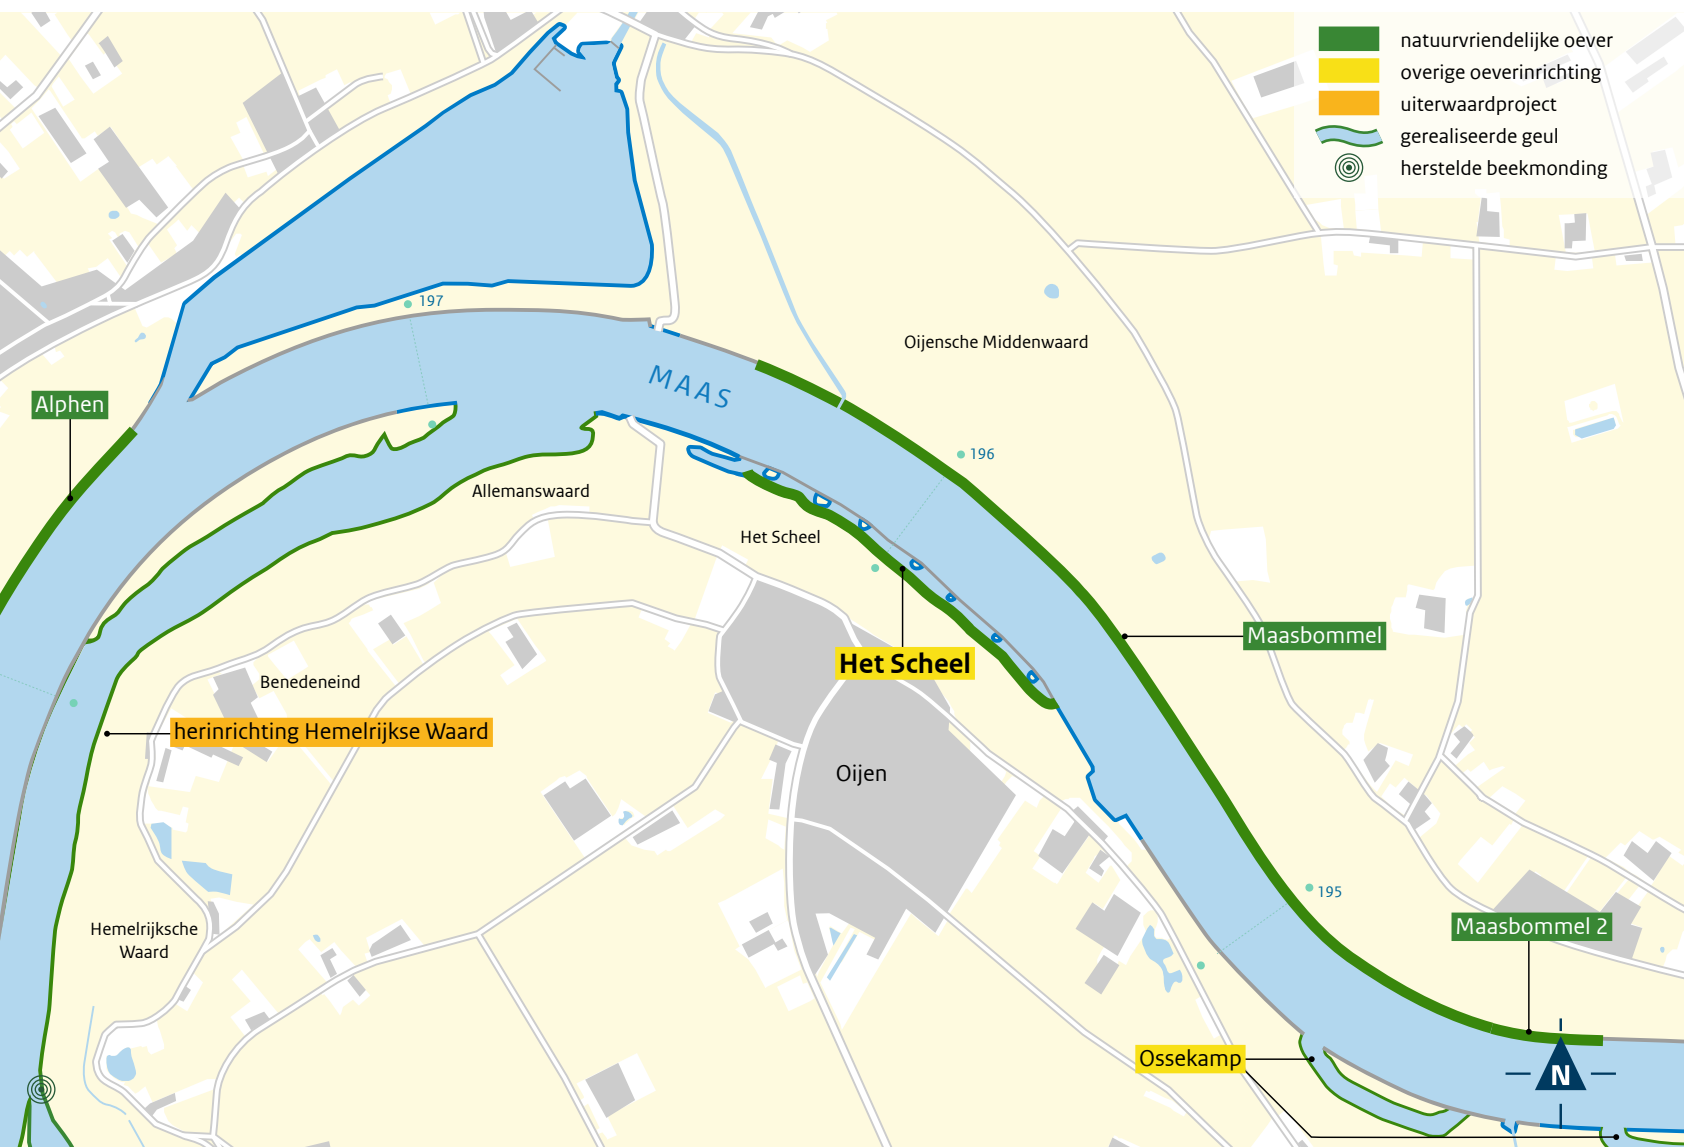 natuurvriendelijke oever
overige oeverinrichting
uiterwaardproject
gerealiseerde geul
herstelde beekmonding
197
Oijensche Middenwaard
MAAS
Alphen
196
Allemanswaard
Het Scheel
Maasbommel
Het Scheel
Benedeneind
herinrichting Hemelrijkse Waard
Oijen
195
Maasbommel 2
Hemelrijksche
Waard
Ossekamp
N